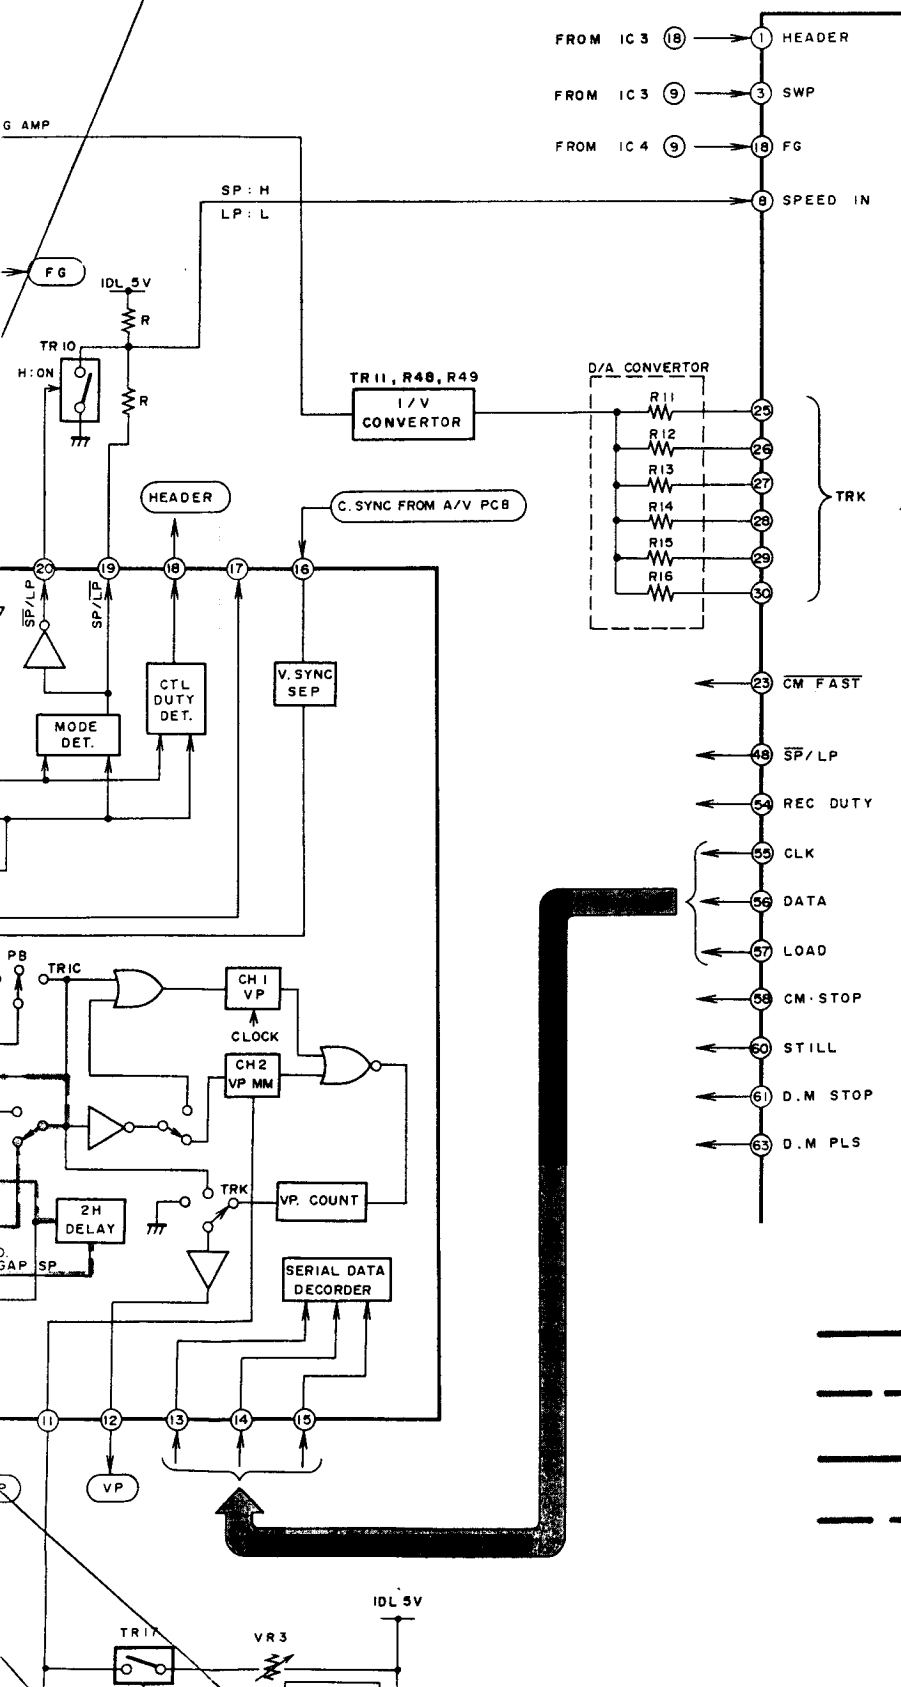 FROM IC3 18 1 HEADER
FROM IC3 9 3 SWP
G AMP
FROM IC4 9 18 FG
SP : H
LP : L
8 SPEED IN
FG
IDL 5V
R
TR10
H:ON
R
D/A CONVERTOR
TR11, R48, R49
I/V
CONVERTOR
R11 25
R12 26
R13 27
R14 28
R15 29
R16 30
TRK
HEADER
C.SYNC FROM A/V PCB
20 19 18 17 16
SP/LP
SP/LP
V.SYNC
SEP
CTL
DUTY
DET.
MODE
DET.
23 CM FAST
48 SP/LP
54 REC DUTY
55 CLK
56 DATA
57 LOAD
58 CM·STOP
60 STILL
61 D.M STOP
63 D.M PLS
PB
TRIC
CH 1
VP
CLOCK
CH2
VP MM
TRK
VP. COUNT
2H
DELAY
GAP SP
SERIAL DATA
DECORDER
11 12 13 14 15
VP
IDL 5V
TR17
VR3